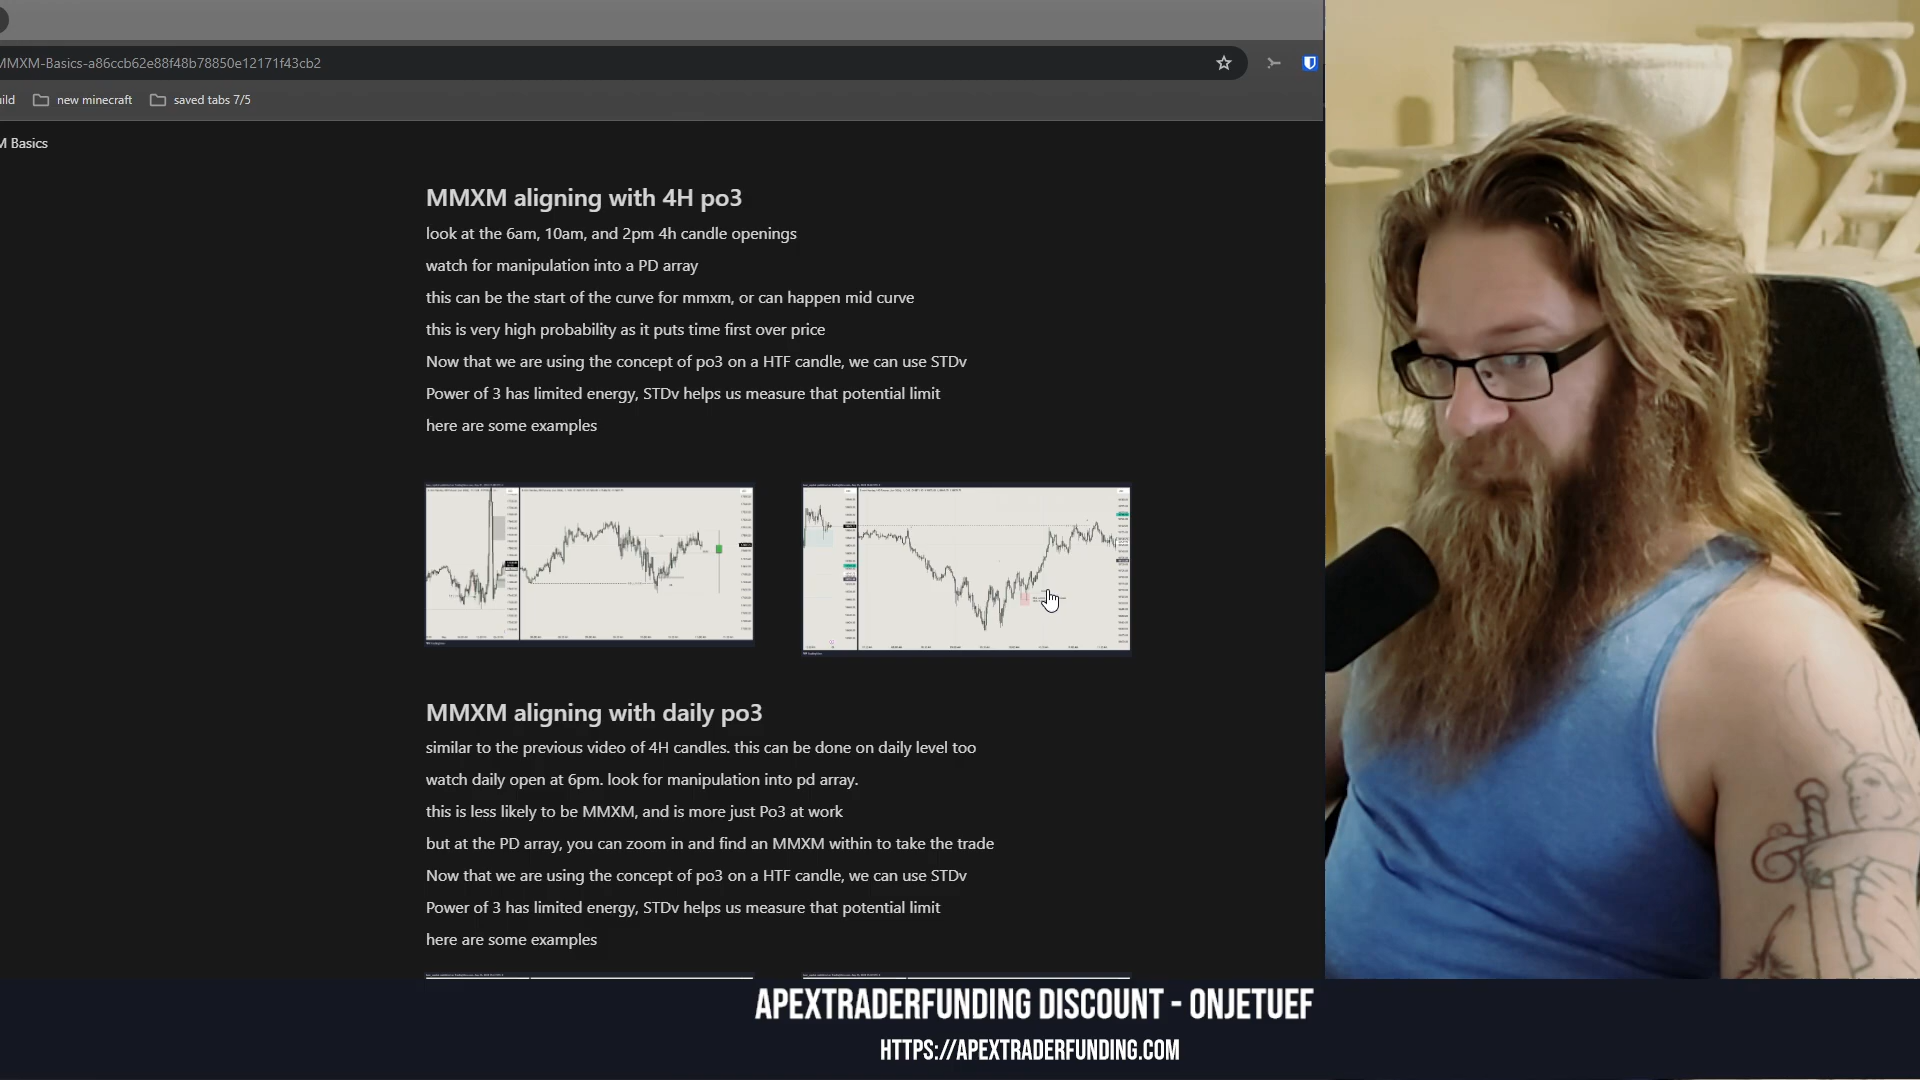 MMXM-Basics-a86ccb62e88f48b78850e12171f43cb2
ild
new minecraft
saved tabs 7/5
M Basics
MMXM aligning with 4H po3
look at the 6am, 10am, and 2pm 4h candle openings
watch for manipulation into a PD array
this can be the start of the curve for mmxm, or can happen mid curve
this is very high probability as it puts time first over price
Now that we are using the concept of po3 on a HTF candle, we can use STDv
Power of 3 has limited energy, STDv helps us measure that potential limit
here are some examples
MMXM aligning with daily po3
similar to the previous video of 4H candles. this can be done on daily level too
watch daily open at 6pm. look for manipulation into pd array.
this is less likely to be MMXM, and is more just Po3 at work
but at the PD array, you can zoom in and find an MMXM within to take the trade
Now that we are using the concept of po3 on a HTF candle, we can use STDv
Power of 3 has limited energy, STDv helps us measure that potential limit
here are some examples
APEXTRADERFUNDING DISCOUNT - ONJETUEF
HTTPS://APEXTRADERFUNDING.COM